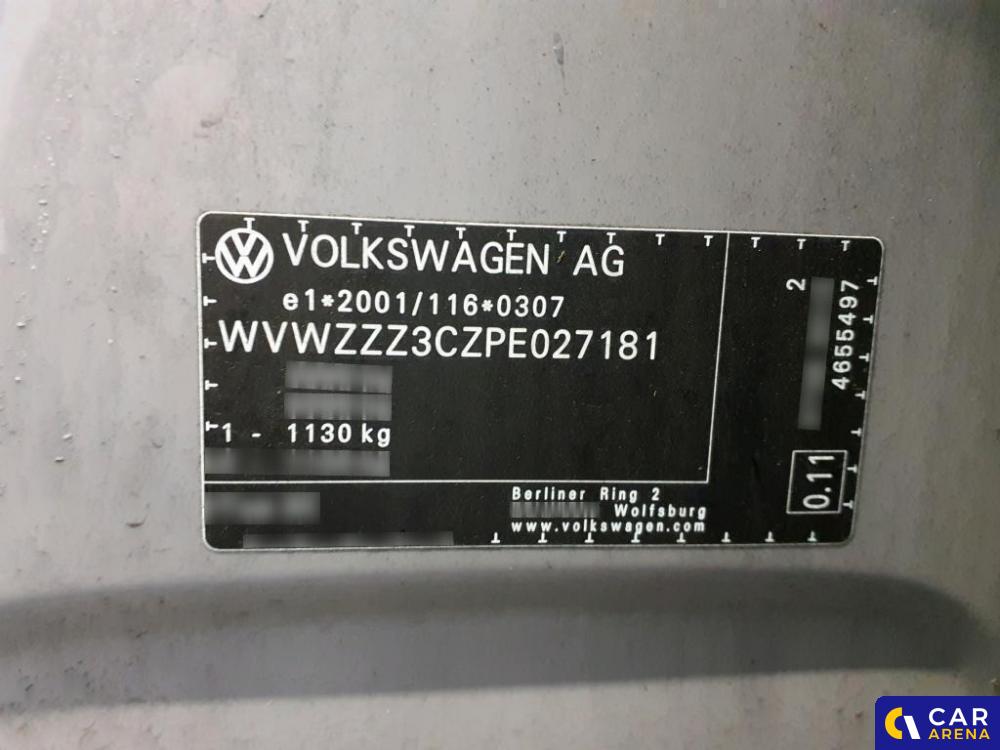 VOLKSWAGEN AG
e1*2001/116*0307
WVWZZZ3CZPE027181
1 - 1130 kg
Berliner Ring 2
Wolfsburg
www.volkswagen.com
2
4655497
0.11
CAR
ARENA